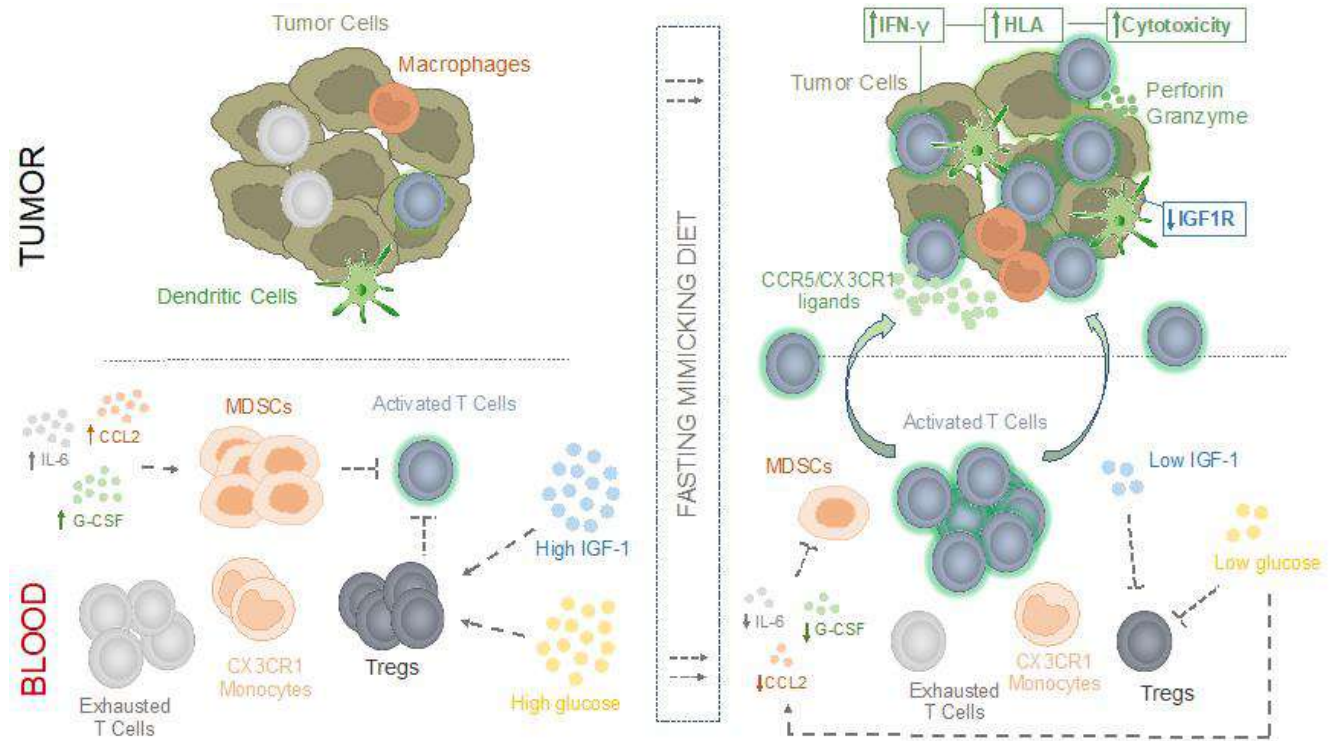 Tumor Cells
Macrophages
TUMOR
Dendritic Cells
MDSCs
Activated T Cells
↑ CCL2
↑ IL-6
↑ G-CSF
High IGF-1
BLOOD
CX3CR1
Monocytes
Tregs
High glucose
Exhausted
T Cells
FASTING MIMICKING DIET
↑IFN-γ
↑HLA
↑Cytotoxicity
Tumor Cells
Perforin
Granzyme
↓IGF1R
CCR5/CX3CR1
ligands
Activated T Cells
MDSCs
Low IGF-1
Low glucose
↓ IL-6
↓ G-CSF
↓CCL2
CX3CR1
Monocytes
Tregs
Exhausted
T Cells